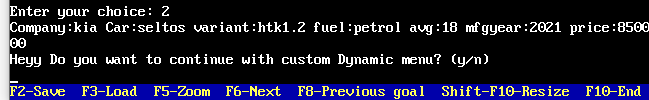 Enter your choice: 2
Company:kia Car:seltos variant:htk1.2 fuel:petrol avg:18 mfgyear:2021 price:8500
00
Heyy Do you want to continue with custom Dynamic menu? (y/n)
_
F2-Save F3-Load F5-Zoom F6-Next F8-Previous goal Shift-F10-Resize F10-End